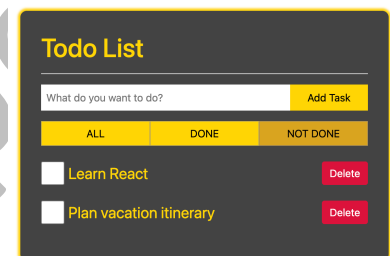 Todo List
What do you want to do? Add Task
ALL DONE NOT DONE
Learn React Delete
Plan vacation itinerary Delete